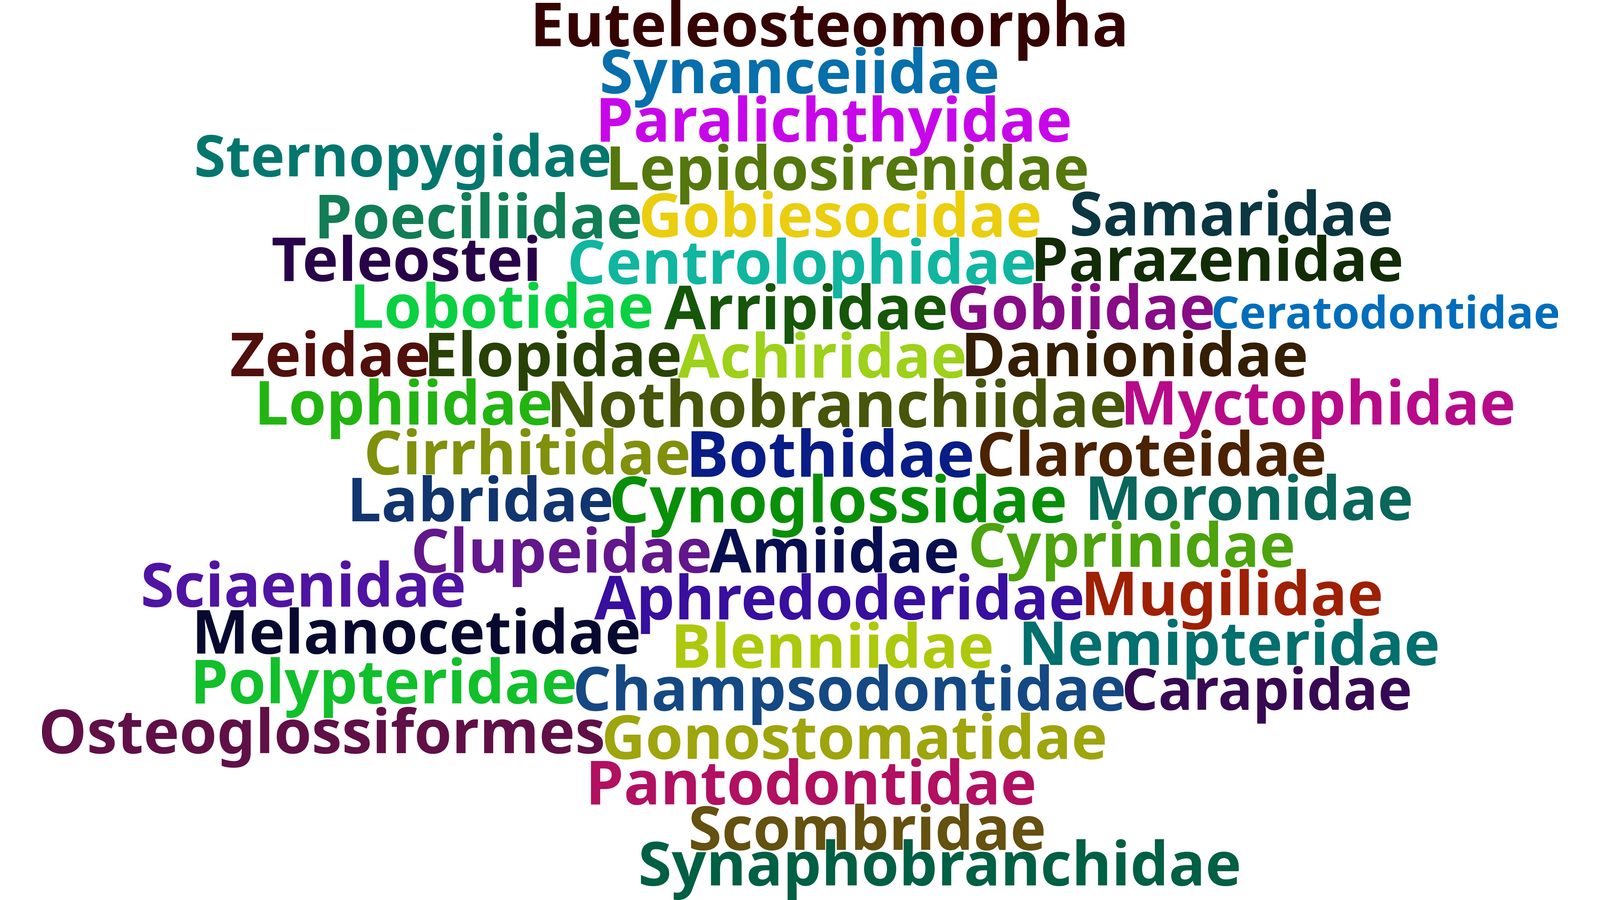 Euteleosteomorpha
Synanceiidae
Paralichthyidae
Sternopygidae Lepidosirenidae
Poeciliidae Gobiesocidae Samaridae
Teleostei Centrolophidae Parazenidae
Lobotidae Arripidae Gobiidae Ceratodontidae
Zeidae Elopidae Achiridae Danionidae
Lophiidae Nothobranchiidae Myctophidae
Cirrhitidae Bothidae Claroteidae
Labridae Cynoglossidae Moronidae
Clupeidae Amiidae Cyprinidae
Sciaenidae Aphredoderidae Mugilidae
Melanocetidae Blenniidae Nemipteridae
Polypteridae Champsodontidae Carapidae
Osteoglossiformes Gonostomatidae
Pantodontidae
Scombridae
Synaphobranchidae